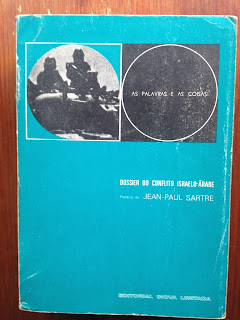 AS PALAVRAS E AS COISAS
DOSSIER DO CONFLITO ISRAELO-ÁRABE
Prefácio de JEAN-PAUL SARTRE
EDITORIAL INOVA LIMITADA